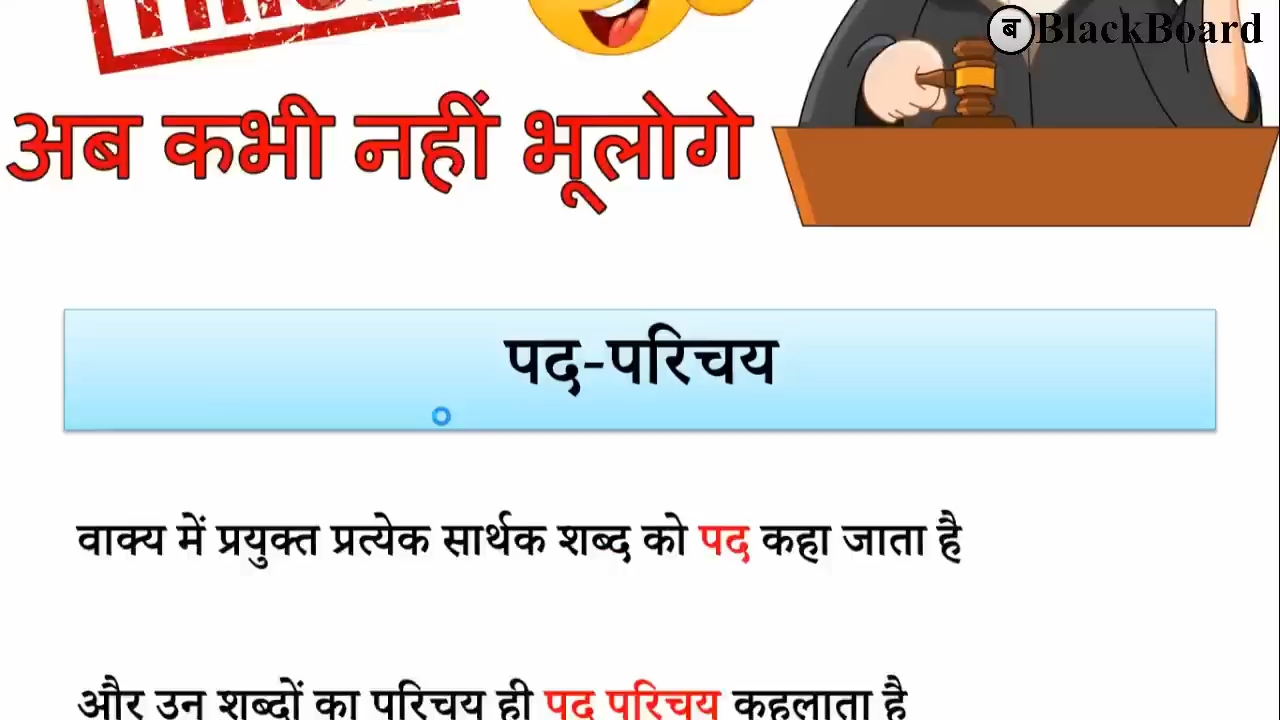 ब BlackBoard
अब कभी नहीं भूलोगे
पद-परिचय
वाक्य में प्रयुक्त प्रत्येक सार्थक शब्द को पद कहा जाता है
और उन शब्दों का परिचय ही पद परिचय कहलाता है